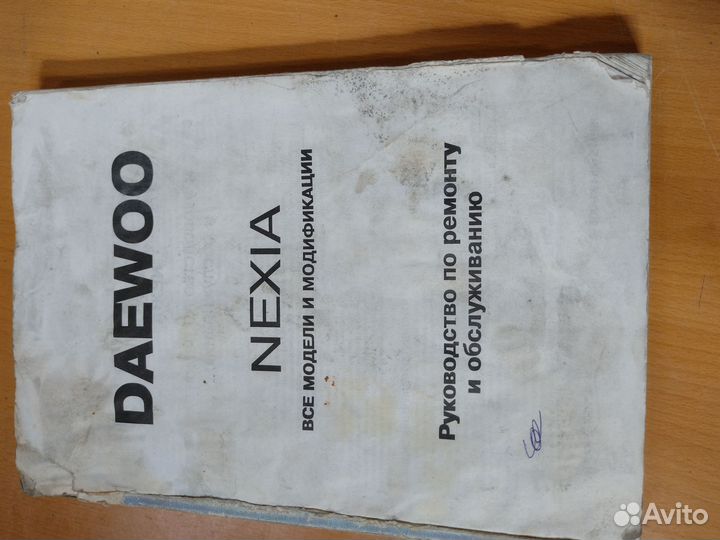 DAEWOO
NEXIA
ВСЕ МОДЕЛИ И МОДИФИКАЦИИ
Руководство по ремонту
и обслуживанию
Avito